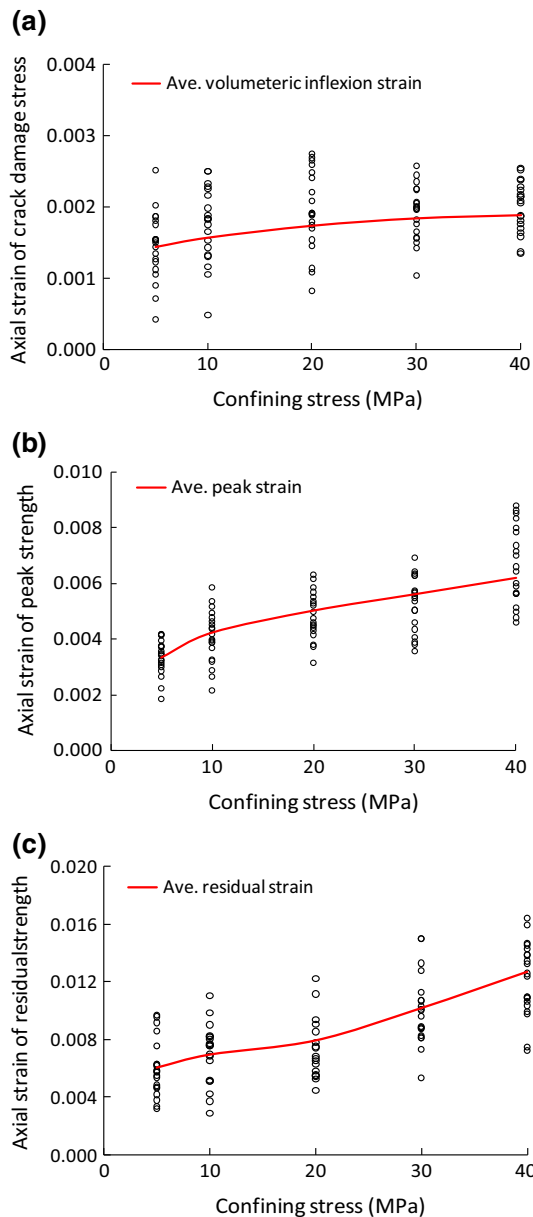 (a)
0.004
Ave. volumeteric inflexion strain
0.003
0.002
0.001
0.000
Axial strain of crack damage stress
0 10 20 30 40
Confining stress (MPa)
(b)
0.010
Ave. peak strain
0.008
0.006
0.004
0.002
0.000
Axial strain of peak strength
0 10 20 30 40
Confining stress (MPa)
(c)
0.020
Ave. residual strain
0.016
0.012
0.008
0.004
0.000
Axial strain of residualstrength
0 10 20 30 40
Confining stress (MPa)